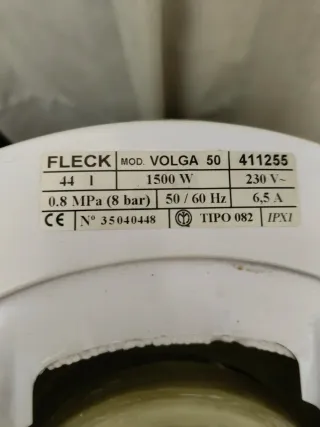 FLECK MOD. VOLGA 50 411255
44 l 1500 W 230 V~
0.8 MPa (8 bar) 50 / 60 Hz 6,5 A
CE Nº 35040448 TIPO 082 IPX1